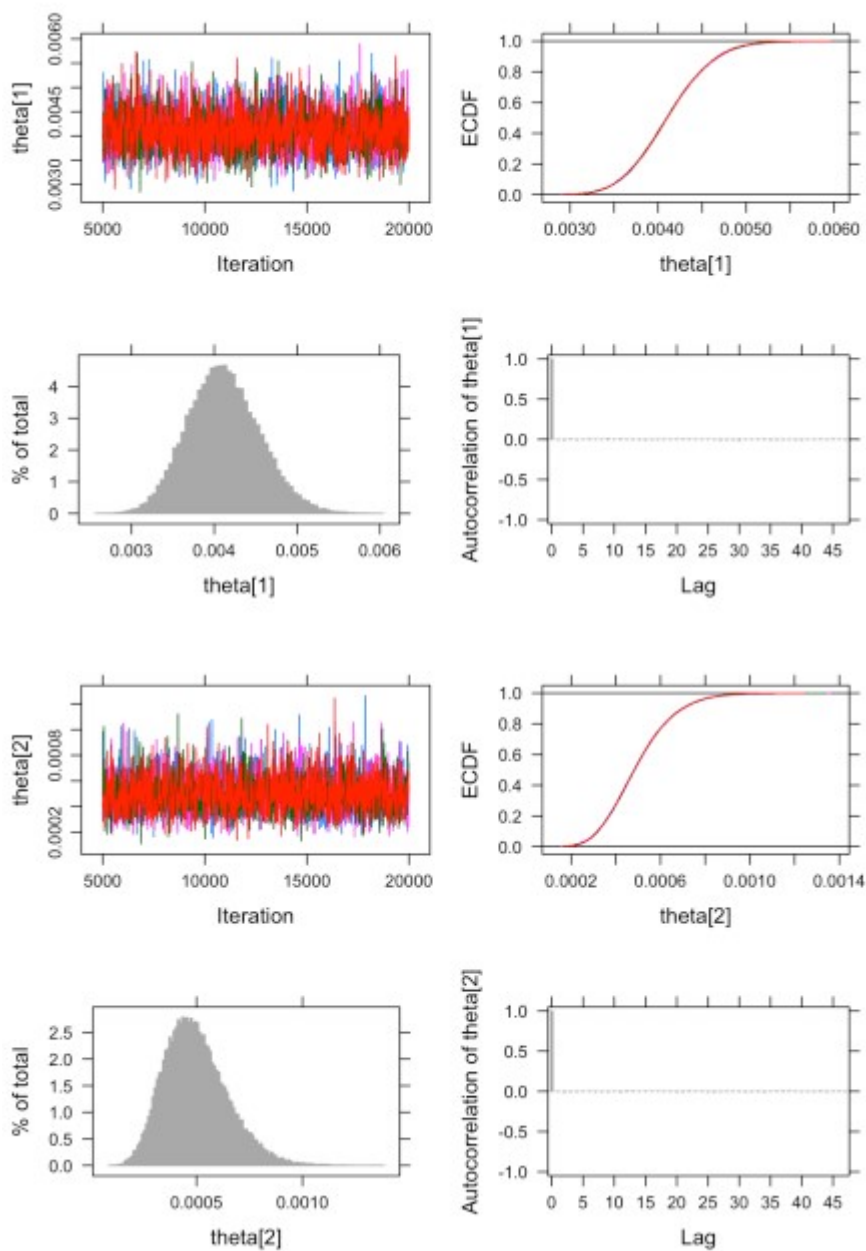 theta[1]
0.0030 0.0045 0.0060
5000 10000 15000 20000
Iteration
ECDF
1.0
0.8
0.6
0.4
0.2
0.0
0.0030 0.0040 0.0050 0.0060
theta[1]
% of total
4
3
2
1
0
0.003 0.004 0.005 0.006
theta[1]
Autocorrelation of theta[1]
1.0
0.5
0.0
-0.5
-1.0
0 5 10 15 20 25 30 35 40 45
Lag
theta[2]
0.0002 0.0008
5000 10000 15000 20000
Iteration
ECDF
1.0
0.8
0.6
0.4
0.2
0.0
0.0002 0.0006 0.0010 0.0014
theta[2]
% of total
2.5
2.0
1.5
1.0
0.5
0.0
0.0005 0.0010
theta[2]
Autocorrelation of theta[2]
1.0
0.5
0.0
-0.5
-1.0
0 5 10 15 20 25 30 35 40 45
Lag